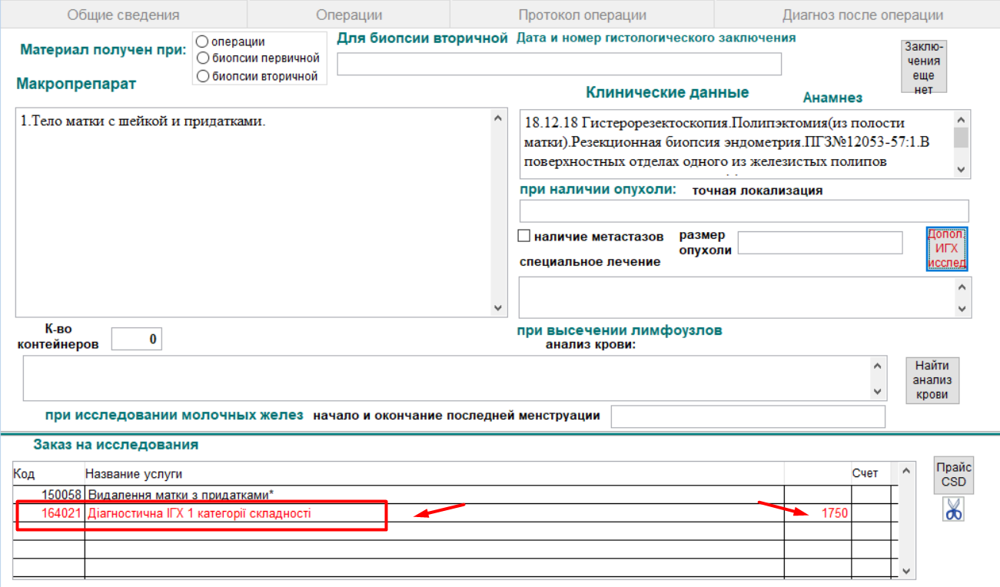 Общие сведения
Операции
Протокол операции
Диагноз после операции
Материал получен при:
операции
биопсии первичной
биопсии вторичной
Для биопсии вторичной
Дата и номер гистологического заключения
Заклю-
чения
еще
нет
Макропрепарат
Клинические данные
Анамнез
1.Тело матки с шейкой и придатками.
18.12.18 Гистерорезектоскопия.Полипэктомия(из полости
матки).Резекционная биопсия эндометрия.ПГЗ№12053-57:1.В
поверхностных отделах одного из железистых полипов
при наличии опухоли: точная локализация
наличие метастазов
размер
опухоли
Допол.
ИГХ
исслед
специальное лечение
К-во
контейнеров
0
при высечении лимфоузлов
анализ крови:
Найти
анализ
крови
при исследовании молочных желез начало и окончание последней менструации
Заказ на исследования
Код Название услуги Счет
Прайс
CSD
150058 Видалення матки з придатками*
164021 Діагностична ІГХ 1 категорії складності 1750